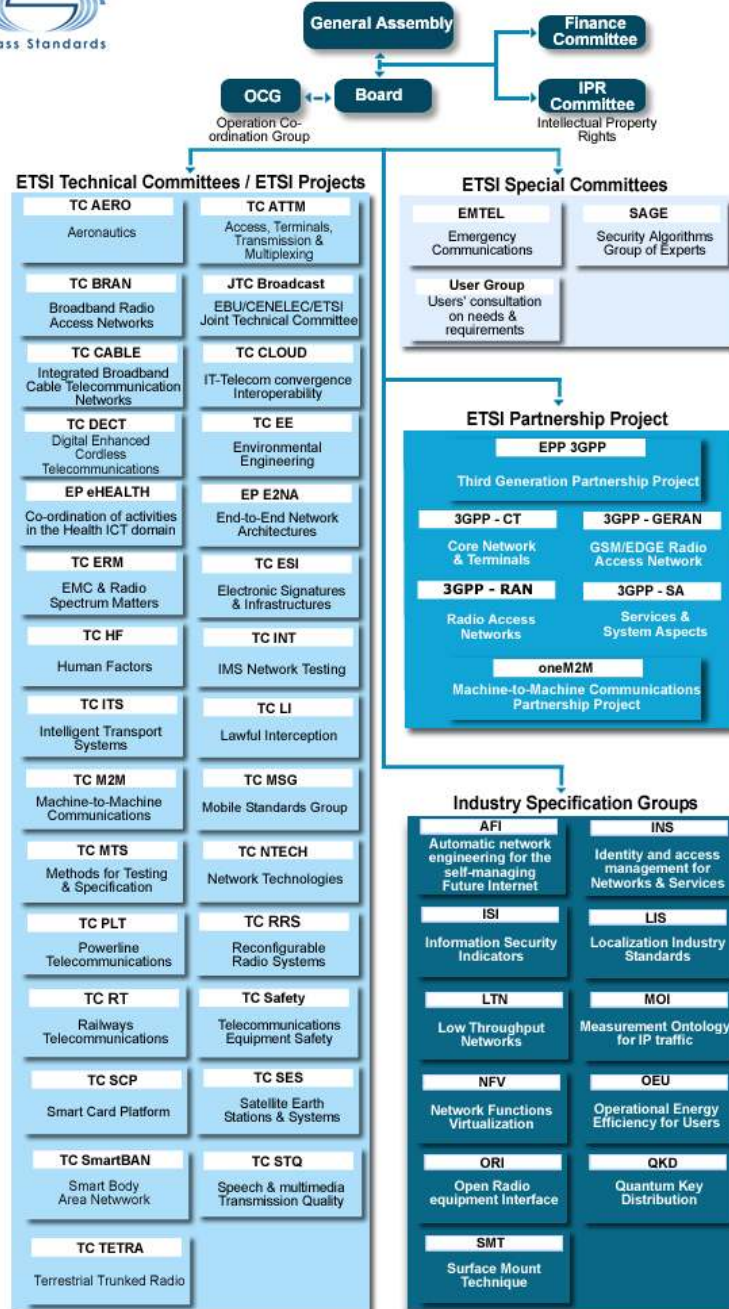 ass Standards
General Assembly
Finance
Committee
OCG
Board
IPR
Committee
Operation Co-
ordination Group
Intellectual Property
Rights
ETSI Technical Committees / ETSI Projects
TC AERO
Aeronautics
TC ATTM
Access, Terminals,
Transmission &
Multiplexing
TC BRAN
Broadband Radio
Access Networks
JTC Broadcast
EBU/CENELEC/ETSI
Joint Technical Committee
TC CABLE
Integrated Broadband
Cable Telecommunication
Networks
TC CLOUD
IT-Telecom convergence
Interoperability
TC DECT
Digital Enhanced
Cordless
Telecommunications
TC EE
Environmental
Engineering
EP eHEALTH
Co-ordination of activities
in the Health ICT domain
EP E2NA
End-to-End Network
Architectures
TC ERM
EMC & Radio
Spectrum Matters
TC ESI
Electronic Signatures
& Infrastructures
TC HF
Human Factors
TC INT
IMS Network Testing
TC ITS
Intelligent Transport
Systems
TC LI
Lawful Interception
TC M2M
Machine-to-Machine
Communications
TC MSG
Mobile Standards Group
TC MTS
Methods for Testing
& Specification
TC NTECH
Network Technologies
TC PLT
Powerline
Telecommunications
TC RRS
Reconfigurable
Radio Systems
TC RT
Railways
Telecommunications
TC Safety
Telecommunications
Equipment Safety
TC SCP
Smart Card Platform
TC SES
Satellite Earth
Stations & Systems
TC SmartBAN
Smart Body
Area Netwwork
TC STQ
Speech & multimedia
Transmission Quality
TC TETRA
Terrestrial Trunked Radio
ETSI Special Committees
EMTEL
Emergency
Communications
SAGE
Security Algorithms
Group of Experts
User Group
Users' consultation
on needs &
requirements
ETSI Partnership Project
EPP 3GPP
Third Generation Partnership Project
3GPP - CT
Core Network
& Terminals
3GPP - GERAN
GSM/EDGE Radio
Access Network
3GPP - RAN
Radio Access
Networks
3GPP - SA
Services &
System Aspects
oneM2M
Machine-to-Machine Communications
Partnership Project
Industry Specification Groups
AFI
Automatic network
engineering for the
self-managing
Future Internet
INS
Identity and access
management for
Networks & Services
ISI
Information Security
Indicators
LIS
Localization Industry
Standards
LTN
Low Throughput
Networks
MOI
Measurement Ontology
for IP traffic
NFV
Network Functions
Virtualization
OEU
Operational Energy
Efficiency for Users
ORI
Open Radio
equipment Interface
QKD
Quantum Key
Distribution
SMT
Surface Mount
Technique